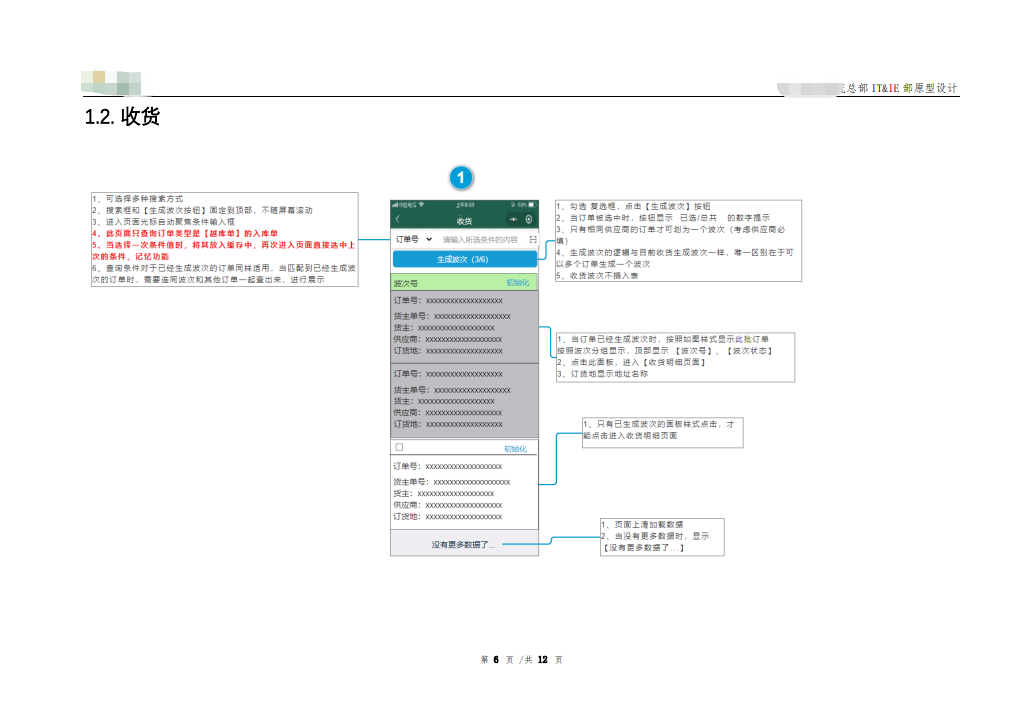 总部 IT&IE 部原型设计
1.2. 收货
1
1、可选择多种搜素方式
2、搜索框和【生成波次按钮】固定到顶部，不随屏幕滚动
3、进入页面光标自动聚焦条件输入框
4、此页面只查询订单类型是【越库单】的入库单
5、当选择一次条件值时，将其放入缓存中，再次进入页面直接选中上
次的条件，记忆功能
6、查询条件对于已经生成波次的订单同样适用，当匹配到已经生成波
次的订单时，需要连同波次和其他订单一起查出来，进行展示
收货
订单号
请输入所选条件的内容
生成波次（3/6）
波次号
初始化
订单号：xxxxxxxxxxxxxxxxxxx
货主单号：xxxxxxxxxxxxxxxxxxx
货主：xxxxxxxxxxxxxxxxxxx
供应商：xxxxxxxxxxxxxxxxxxx
订货地：xxxxxxxxxxxxxxxxxxx
订单号：xxxxxxxxxxxxxxxxxxx
货主单号：xxxxxxxxxxxxxxxxxxx
货主：xxxxxxxxxxxxxxxxxxx
供应商：xxxxxxxxxxxxxxxxxxx
订货地：xxxxxxxxxxxxxxxxxxx
初始化
订单号：xxxxxxxxxxxxxxxxxxx
货主单号：xxxxxxxxxxxxxxxxxxx
货主：xxxxxxxxxxxxxxxxxxx
供应商：xxxxxxxxxxxxxxxxxxx
订货地：xxxxxxxxxxxxxxxxxxx
没有更多数据了...
1、勾选 复选框，点击【生成波次】按钮
2、当订单被选中时，按钮显示 已选/总共 的数字提示
3、只有相同供应商的订单才可划为一个波次（考虑供应商必
填）
4、生成波次的逻辑与目前收货生成波次一样，唯一区别在于可
以多个订单生成一个波次
5、收货波次不插入表
1、当订单已经生成波次时，按照如图样式显示此批订单
按照波次分组显示，顶部显示 【波次号】、【波次状态】
2、点击此面板，进入【收货明细页面】
3、订货地显示地址名称
1、只有已生成波次的面板样式点击，才
能点击进入收货明细页面
1、页面上滑加载数据
2、当没有更多数据时，显示
【没有更多数据了...】
第 6 页 /共 12 页